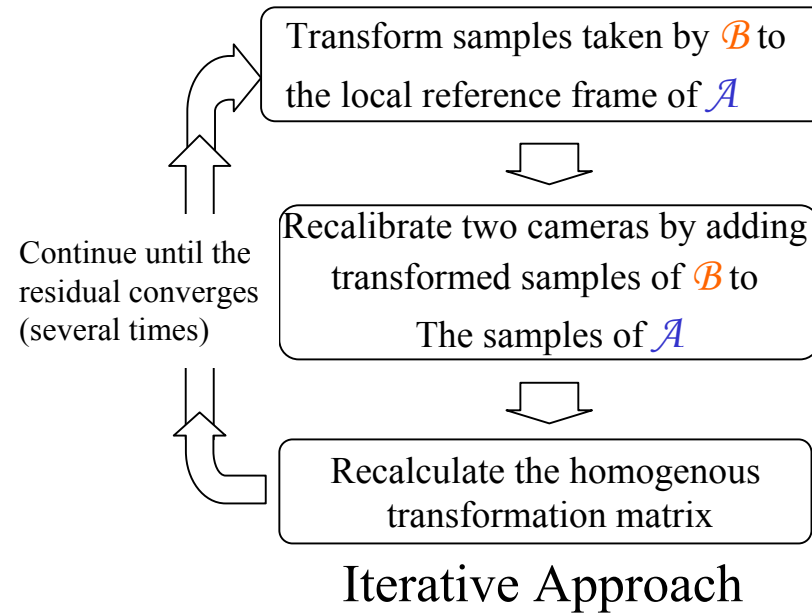 Transform samples taken by ℬ to
the local reference frame of 𝒜
Recalibrate two cameras by adding
transformed samples of ℬ to
The samples of 𝒜
Continue until the
residual converges
(several times)
Recalculate the homogenous
transformation matrix
Iterative Approach